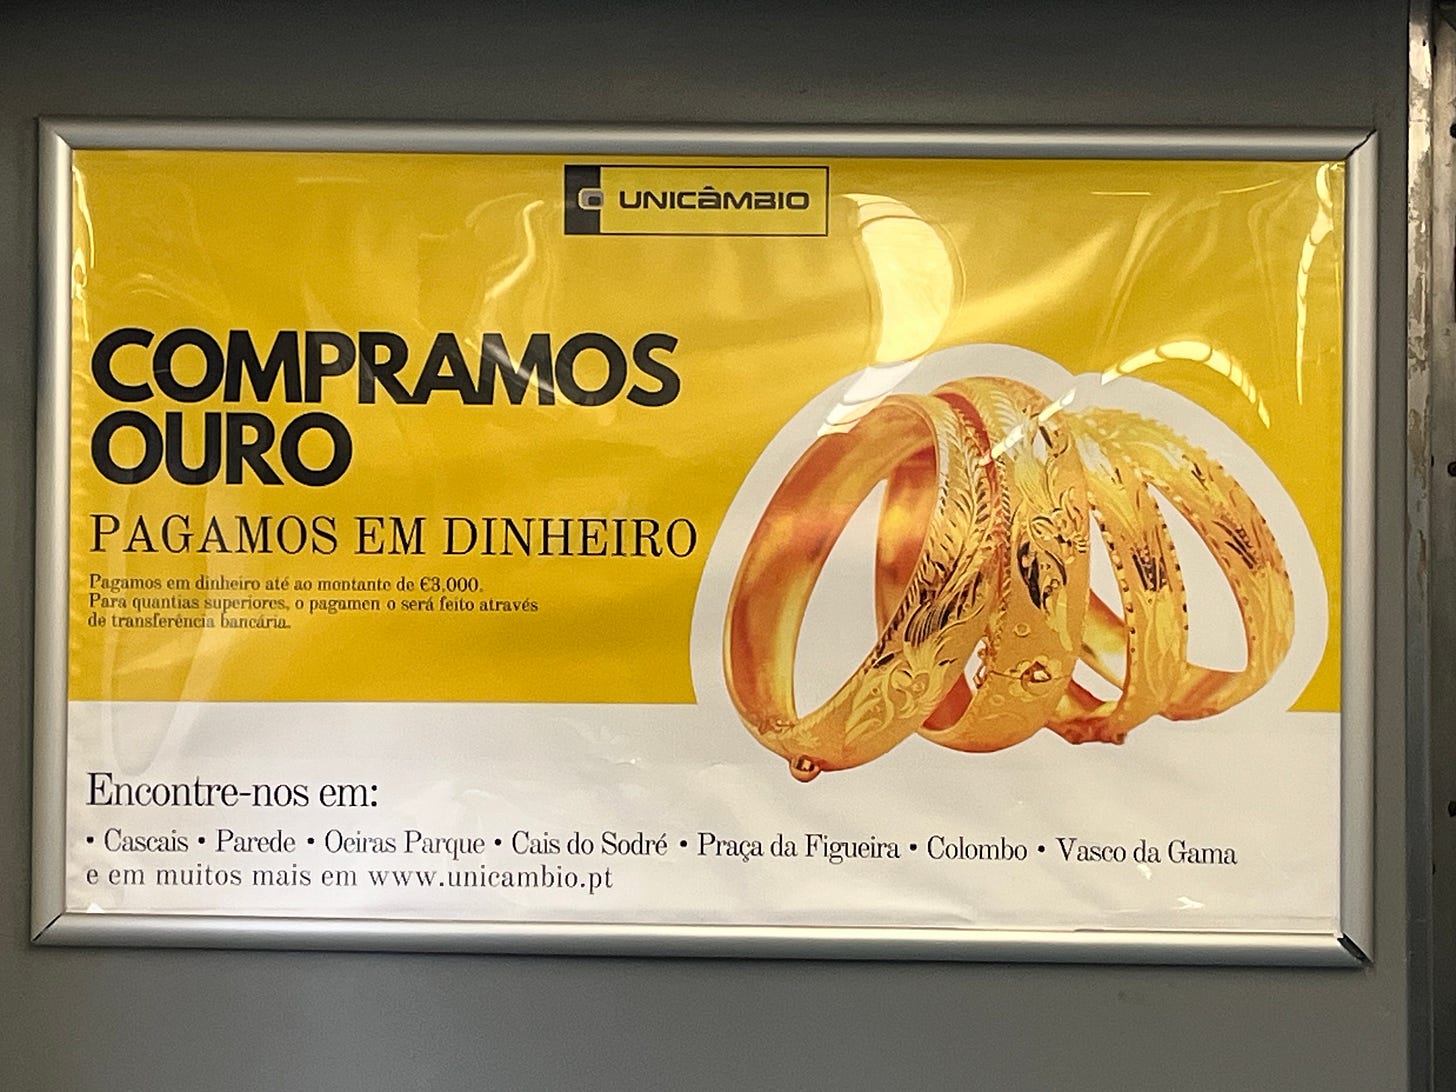 UNICÂMBIO
COMPRAMOS
OURO
PAGAMOS EM DINHEIRO
Pagamos em dinheiro até ao montante de €3.000.
Para quantias superiores, o pagamen o será feito através
de transferência bancária.
Encontre-nos em:
• Cascais • Parede • Oeiras Parque • Cais do Sodré • Praça da Figueira • Colombo • Vasco da Gama
e em muitos mais em www.unicambio.pt